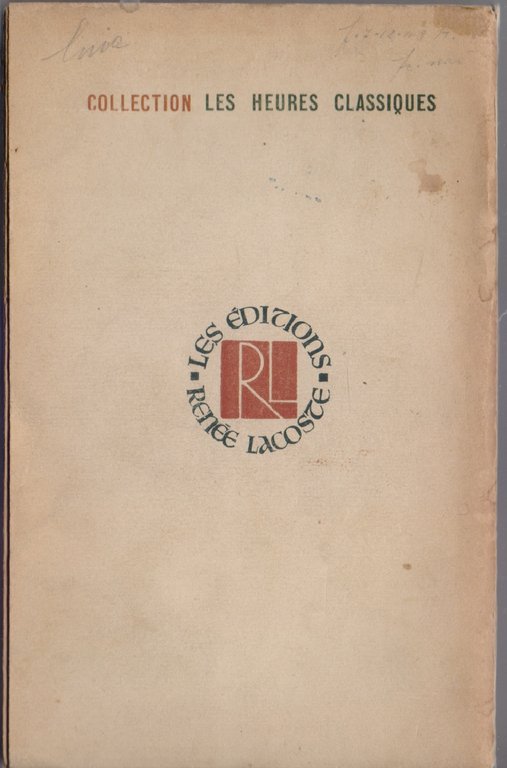 COLLECTION LES HEURES CLASSIQUES
LES ÉDITIONS
RL
RENÉE LACOSTE